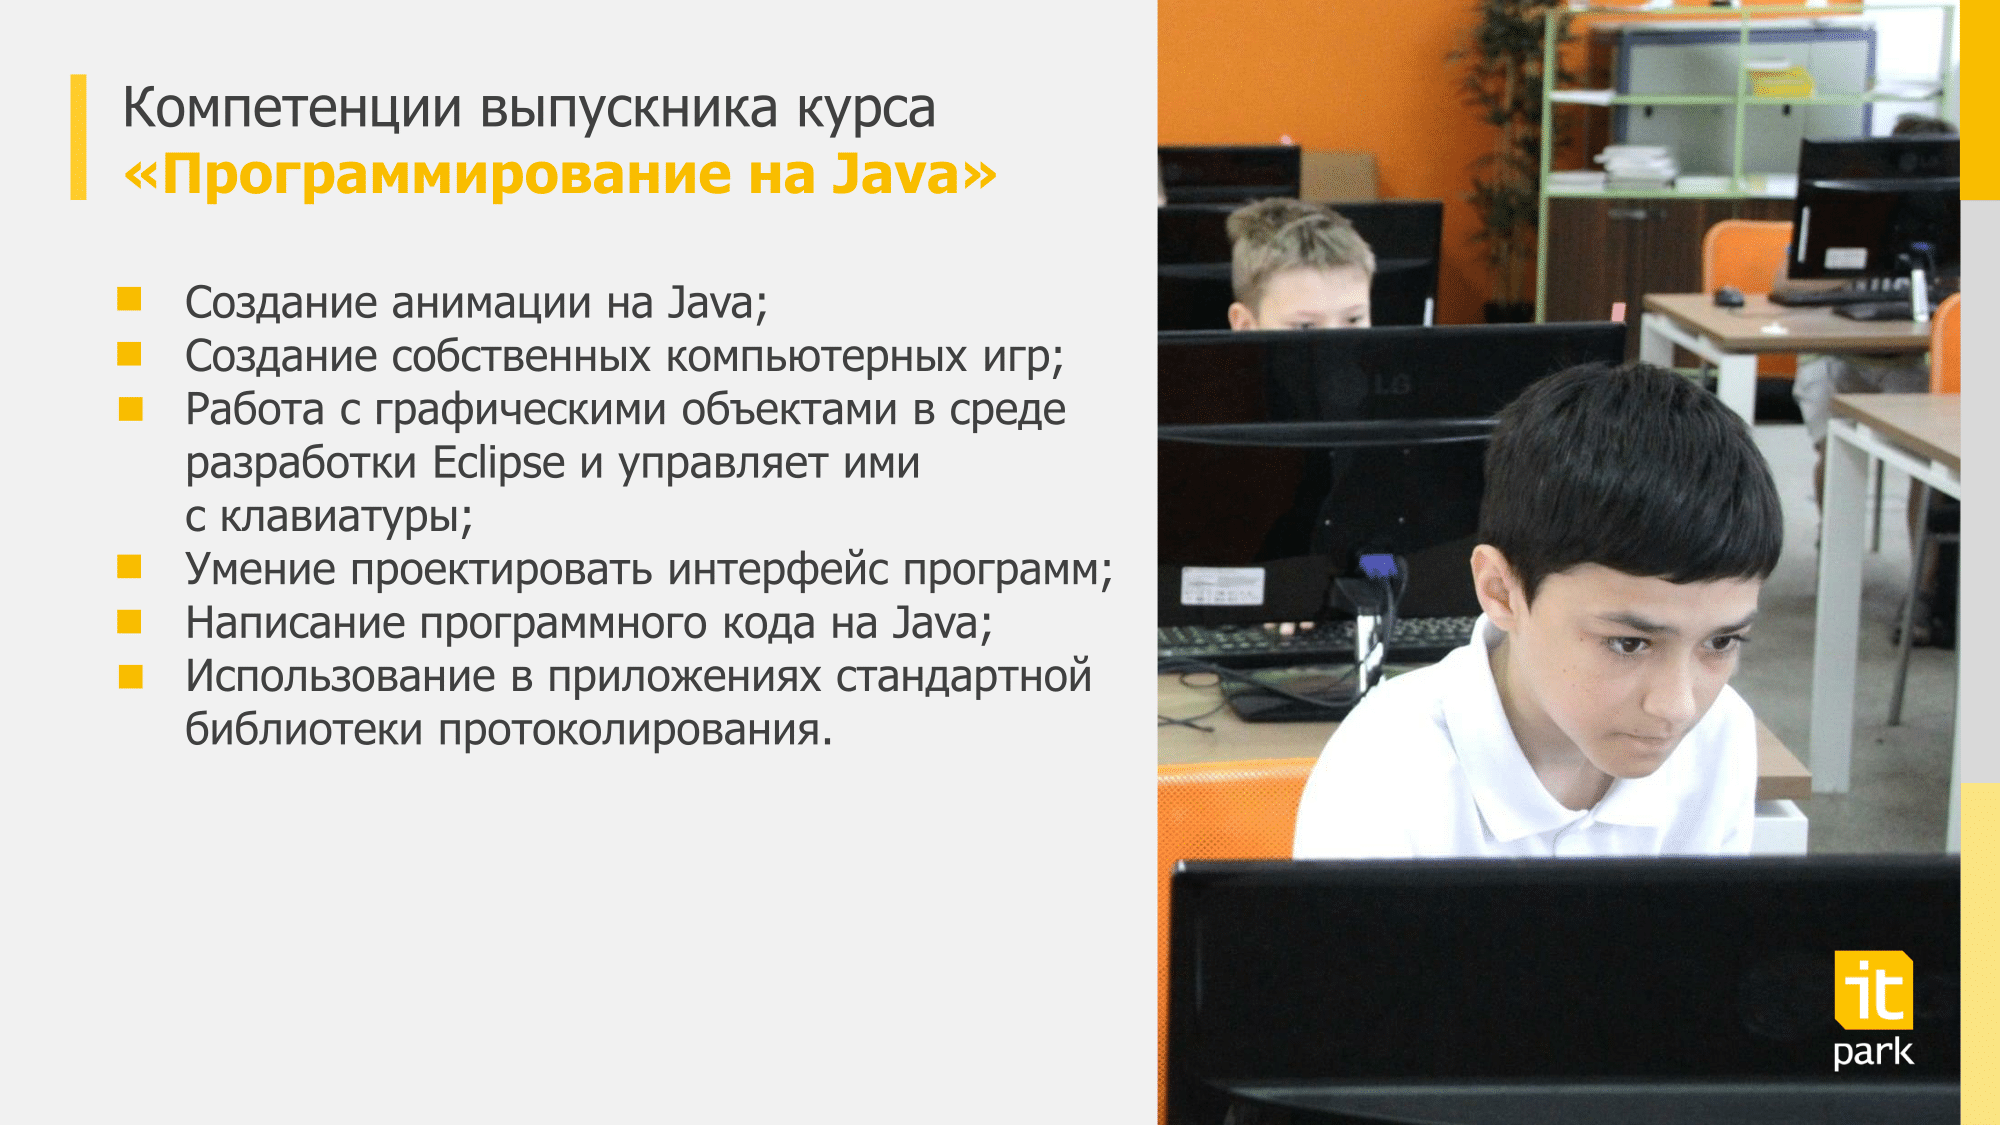 Компетенции выпускника курса
«Программирование на Java»
Создание анимации на Java;
Создание собственных компьютерных игр;
Работа с графическими объектами в среде
разработки Eclipse и управляет ими
с клавиатуры;
Умение проектировать интерфейс программ;
Написание программного кода на Java;
Использование в приложениях стандартной
библиотеки протоколирования.
LG
it
park